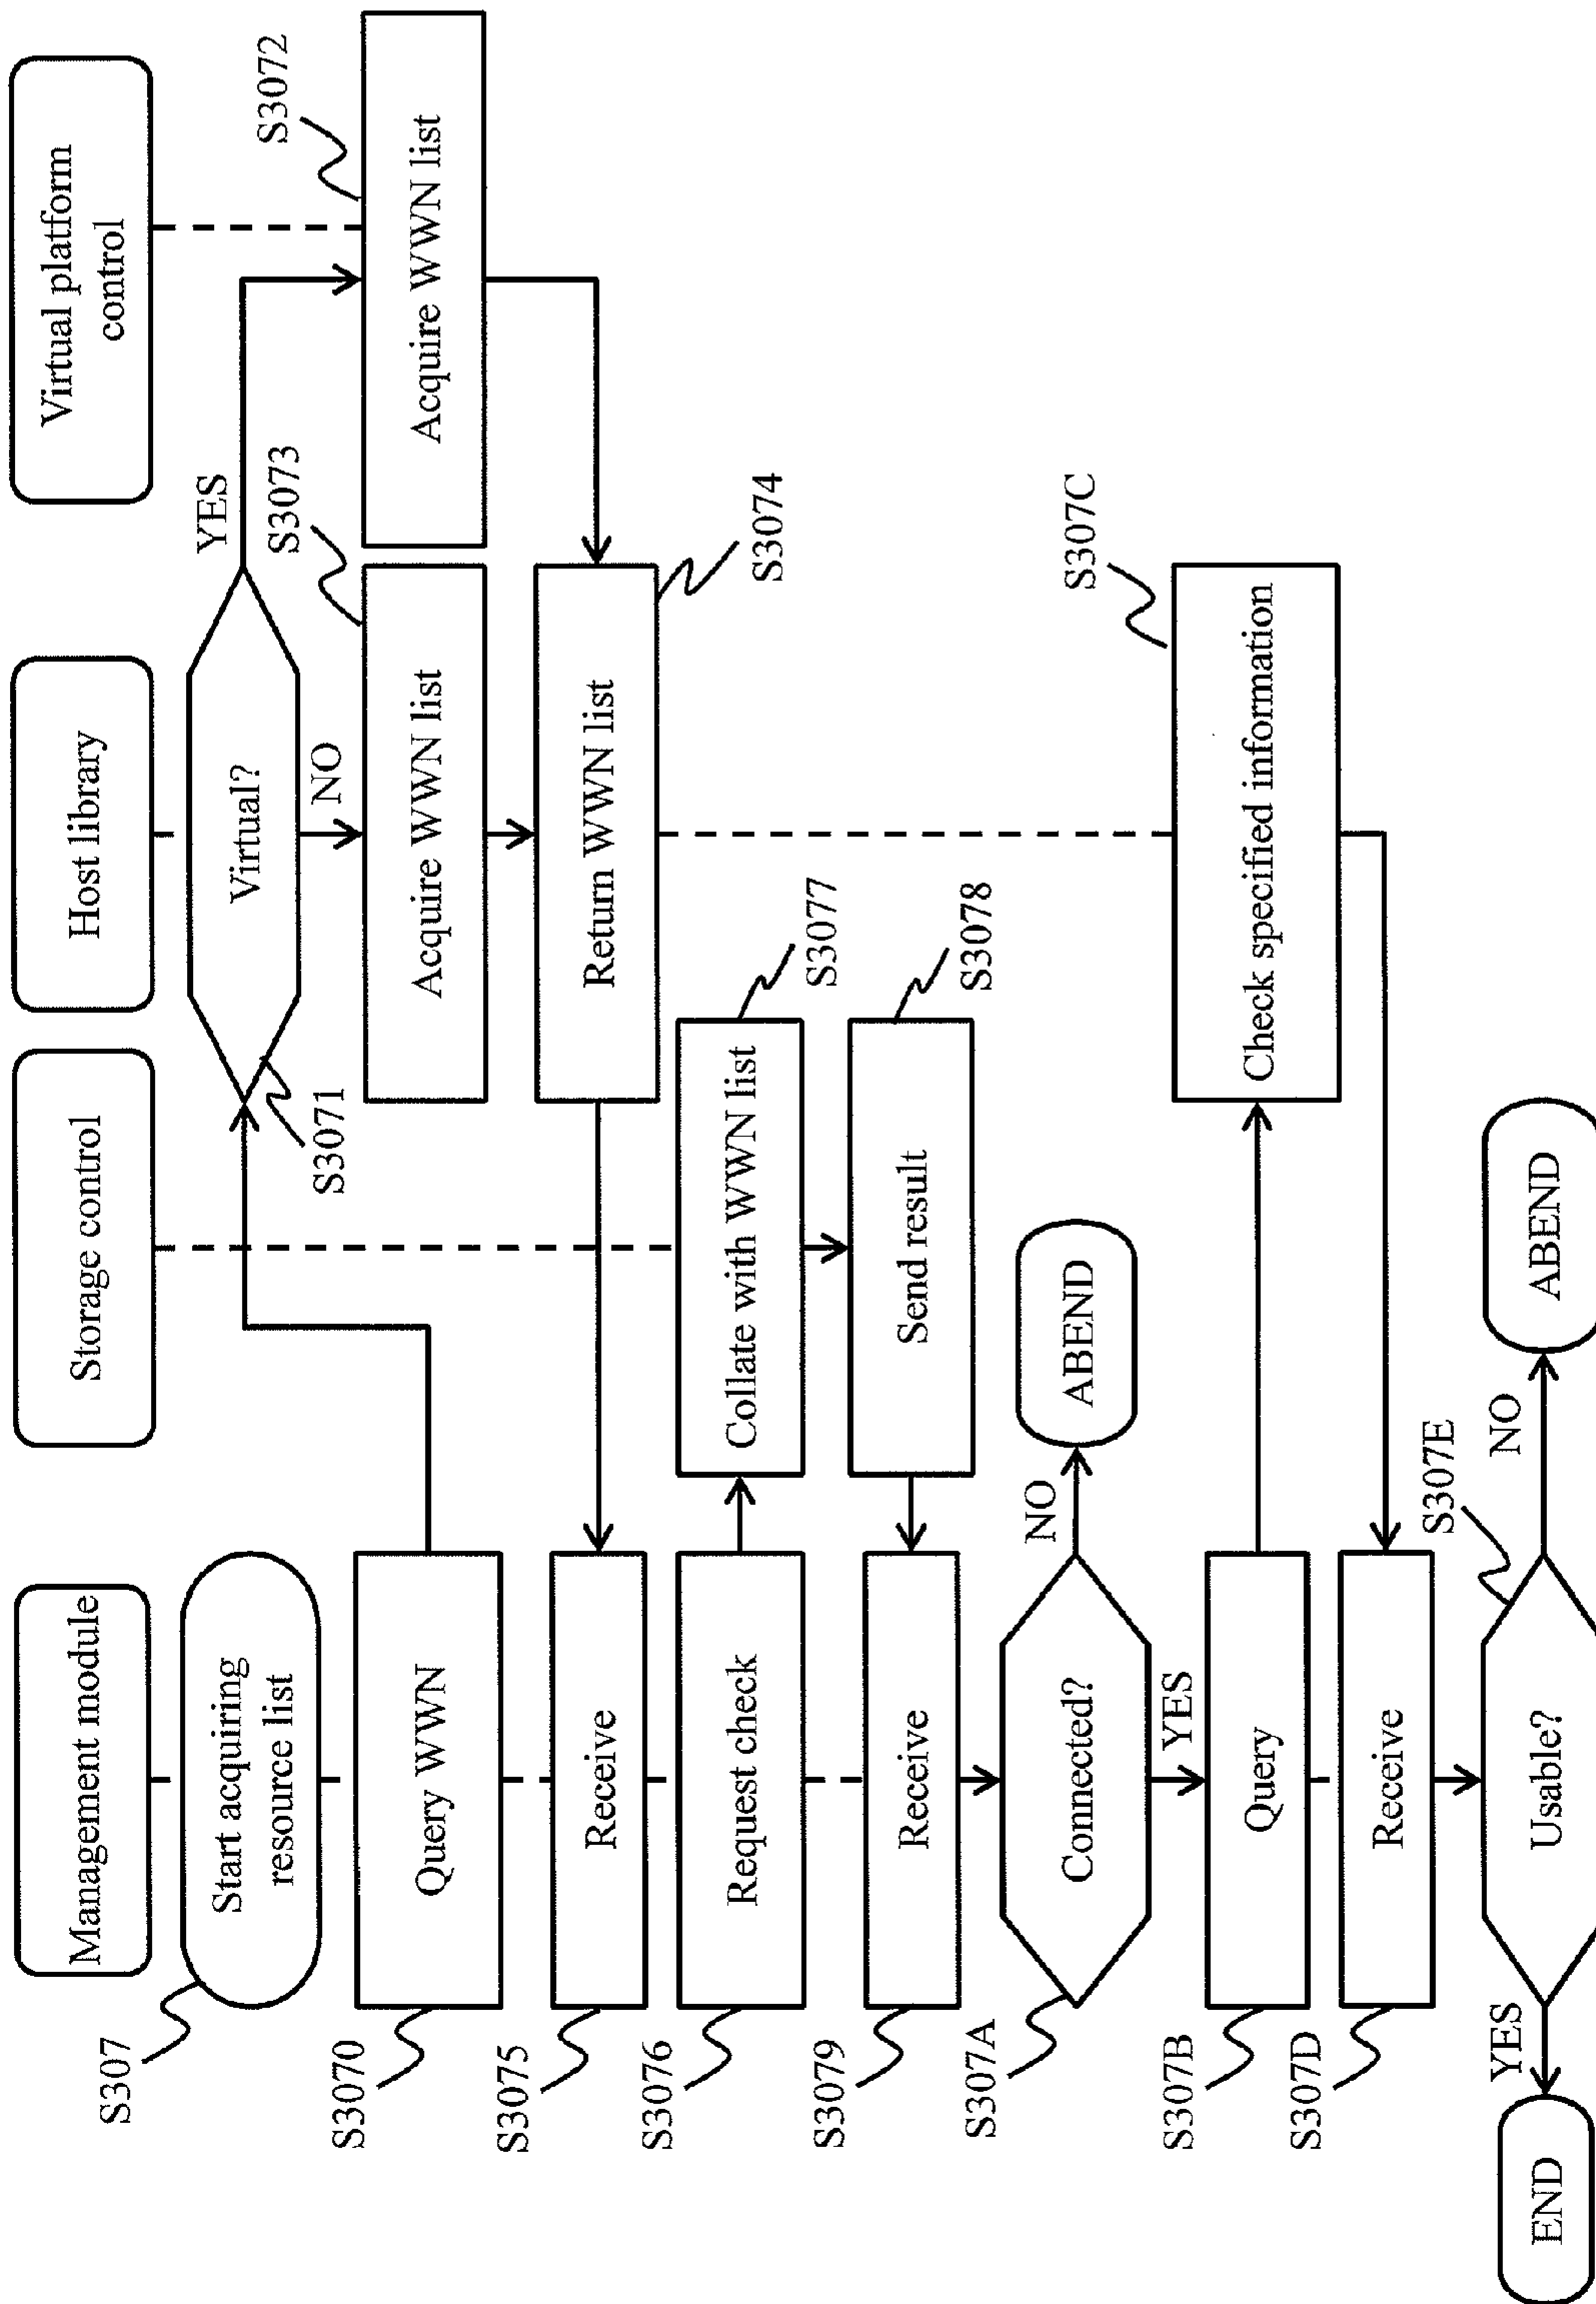 Management module
Storage control
Host library
Virtual platform
control
S307
Start acquiring
resource list
S3071
Virtual?
YES
NO
S3070
Query WWN
S3073
Acquire WWN list
S3072
Acquire WWN list
S3075
Receive
Return WWN list
S3074
S3076
Request check
Collate with WWN list
S3077
S3079
Receive
Send result
S3078
S307A
Connected?
NO
ABEND
YES
S307B
Query
Check specified information
S307C
S307D
Receive
S307E
Usable?
YES
END
NO
ABEND